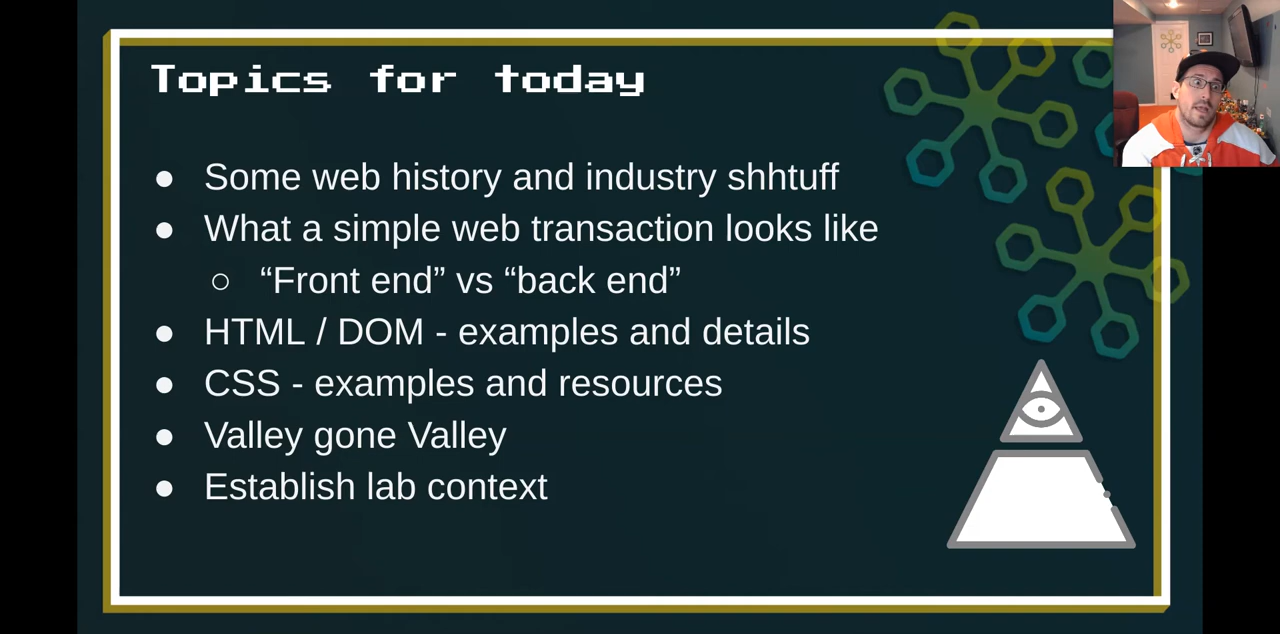 Topics for today
● Some web history and industry shhtuff
● What a simple web transaction looks like
○ “Front end” vs “back end”
● HTML / DOM - examples and details
● CSS - examples and resources
● Valley gone Valley
● Establish lab context